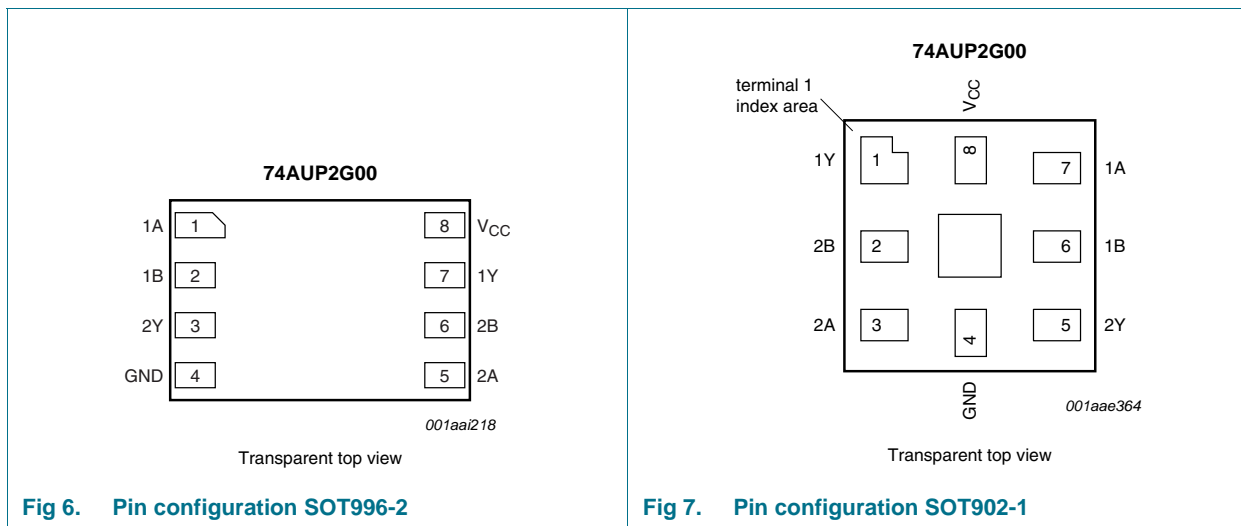 74AUP2G00
1A 1 8 VCC
1B 2 7 1Y
2Y 3 6 2B
GND 4 5 2A
001aai218
Transparent top view
Fig 6. Pin configuration SOT996-2
74AUP2G00
terminal 1
index area
VCC
1Y 1 8 7 1A
2B 2 6 1B
2A 3 4 5 2Y
GND
001aae364
Transparent top view
Fig 7. Pin configuration SOT902-1